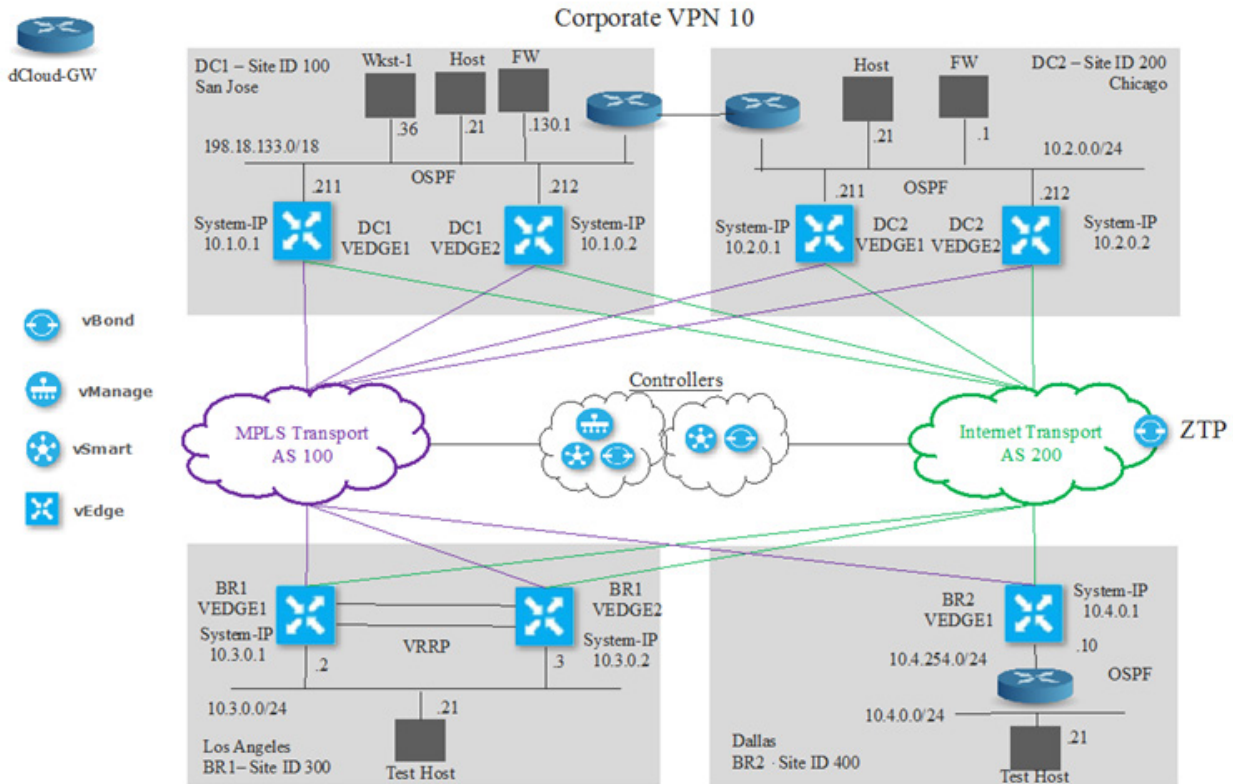 Corporate VPN 10
dCloud-GW
DC1 – Site ID 100
San Jose
Wkst-1
Host
FW
.36
.21
.130.1
198.18.133.0/18
OSPF
.211
.212
System-IP
10.1.0.1
DC1
VEDGE1
DC1
VEDGE2
System-IP
10.1.0.2
Host
FW
DC2 – Site ID 200
Chicago
.21
.1
10.2.0.0/24
.211
OSPF
.212
System-IP
10.2.0.1
DC2
VEDGE1
DC2
VEDGE2
System-IP
10.2.0.2
vBond
vManage
vSmart
vEdge
MPLS Transport
AS 100
Controllers
Internet Transport
AS 200
ZTP
BR1
VEDGE1
System-IP
10.3.0.1
BR1
VEDGE2
System-IP
10.3.0.2
VRRP
.2
.3
10.3.0.0/24
.21
Los Angeles
BR1– Site ID 300
Test Host
BR2
VEDGE1
System-IP
10.4.0.1
.10
10.4.254.0/24
OSPF
10.4.0.0/24
.21
Dallas
BR2 · Site ID 400
Test Host